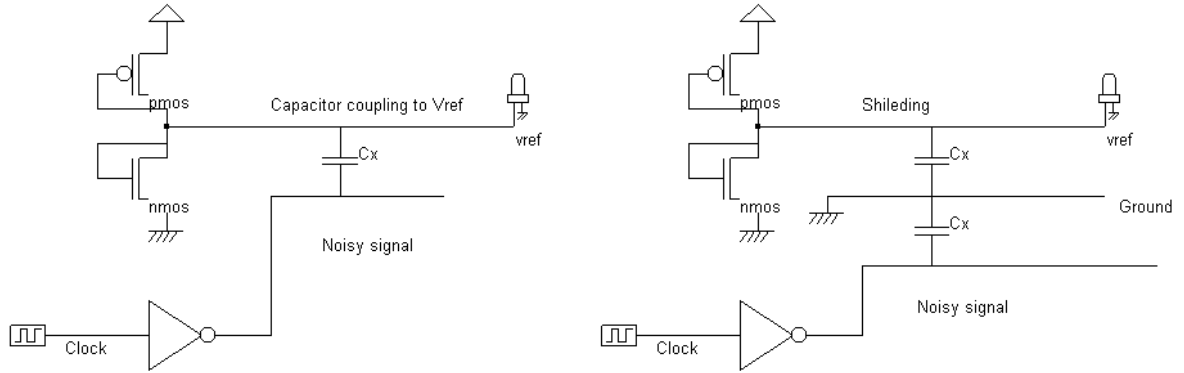 pmos
Capacitor coupling to Vref
vref
Cx
nmos
Noisy signal
Clock
pmos
Shileding
vref
Cx
nmos
Ground
Cx
Noisy signal
Clock